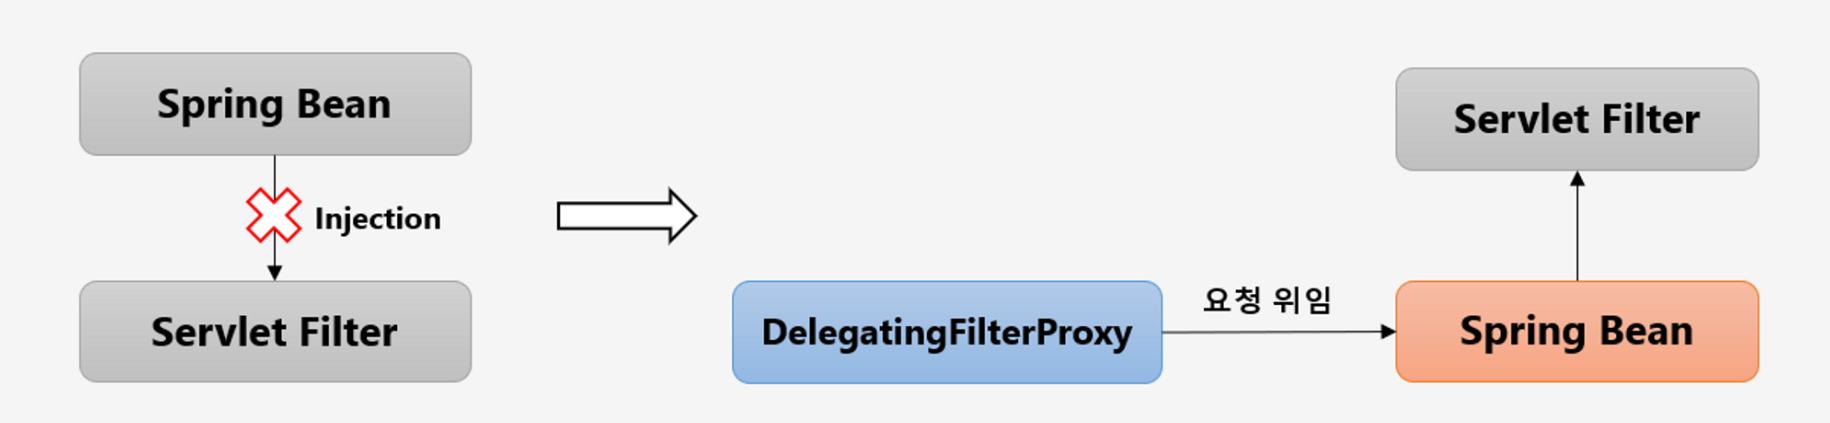 Spring Bean
Injection
Servlet Filter
DelegatingFilterProxy
요청 위임
Servlet Filter
Spring Bean